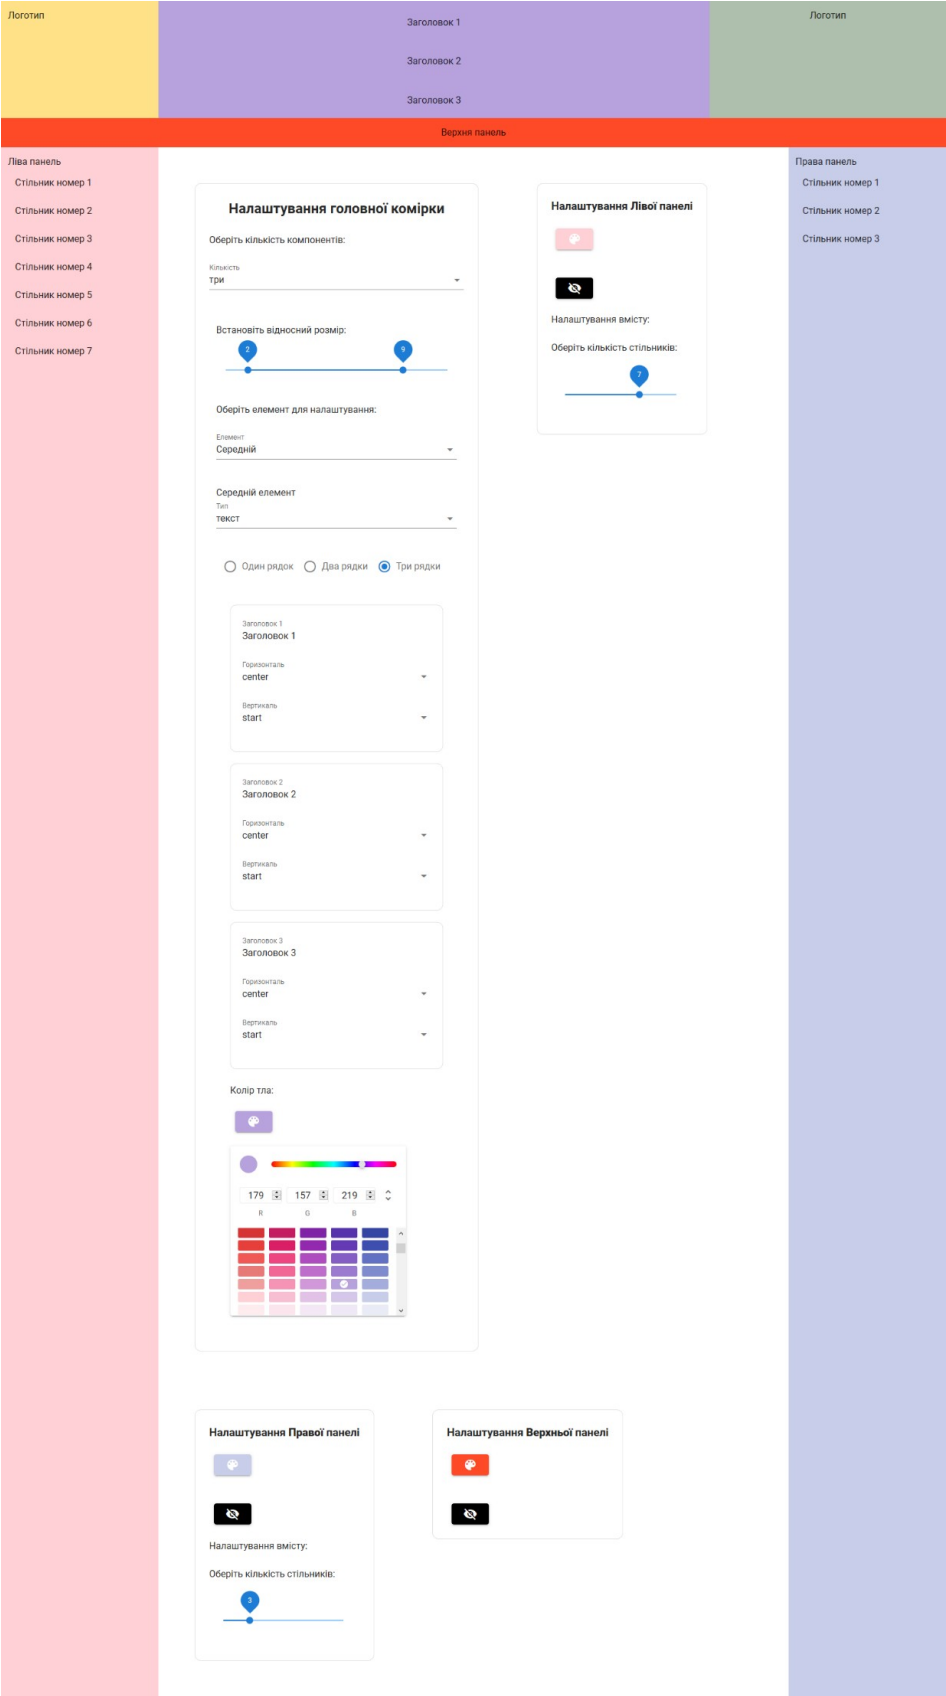 Логотип
Заголовок 1
Заголовок 2
Заголовок 3
Логотип
Верхня панель
Ліва панель
Стільник номер 1
Стільник номер 2
Стільник номер 3
Стільник номер 4
Стільник номер 5
Стільник номер 6
Стільник номер 7
Налаштування головної комірки
Оберіть кількість компонентів:
Кількість
три
Встановіть відносний розмір:
2 9
Оберіть елемент для налаштування:
Елемент
Середній
Середній елемент
Тип
текст
Один рядок Два рядки Три рядки
Заголовок 1
Заголовок 1
Горизонталь
center
Вертикаль
start
Заголовок 2
Заголовок 2
Горизонталь
center
Вертикаль
start
Заголовок 3
Заголовок 3
Горизонталь
center
Вертикаль
start
Колір тла:
179 157 219
R G B
Налаштування Лівої панелі
Налаштування вмісту:
Оберіть кількість стільників:
7
Права панель
Стільник номер 1
Стільник номер 2
Стільник номер 3
Налаштування Правої панелі
Налаштування вмісту:
Оберіть кількість стільників:
3
Налаштування Верхньої панелі